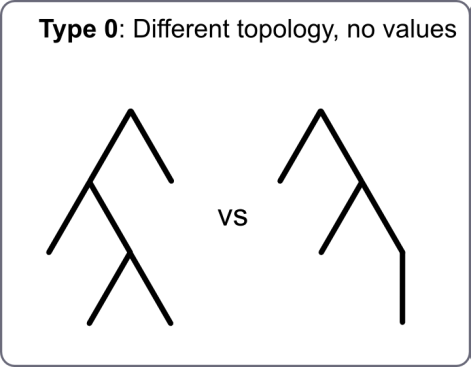 Type 0: Different topology, no values
vs